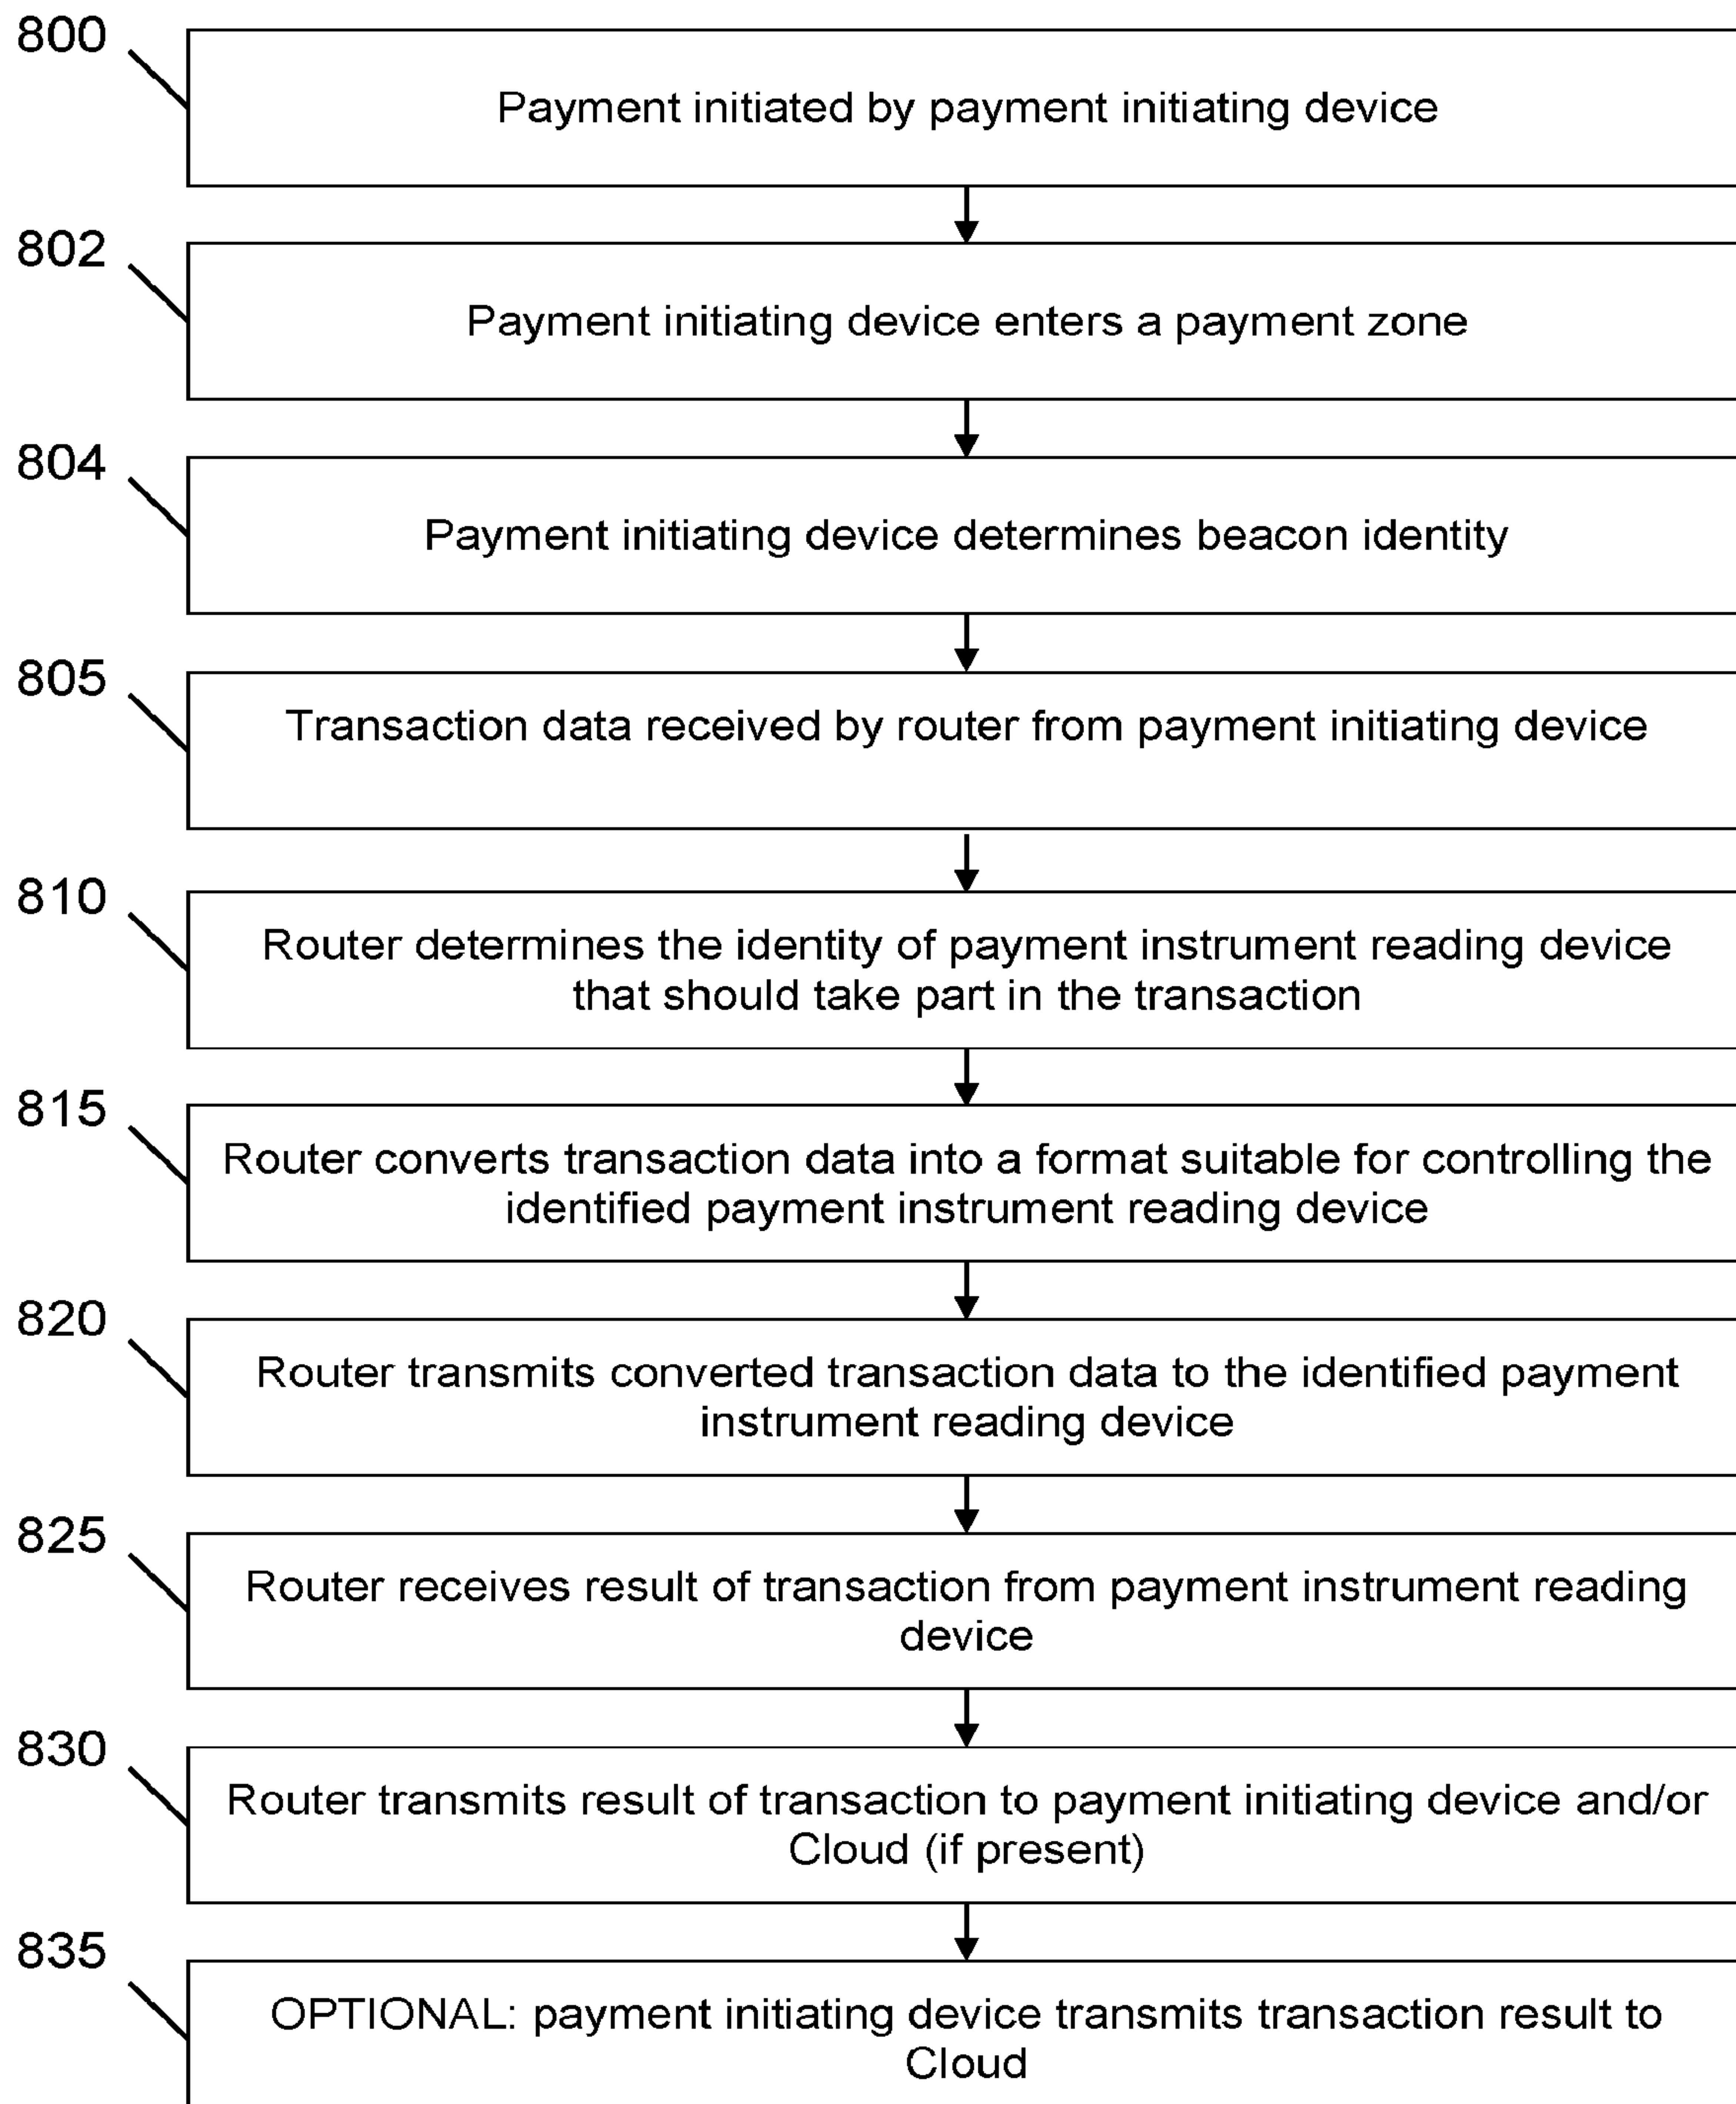 800
Payment initiated by payment initiating device
802
Payment initiating device enters a payment zone
804
Payment initiating device determines beacon identity
805
Transaction data received by router from payment initiating device
810
Router determines the identity of payment instrument reading device
that should take part in the transaction
815
Router converts transaction data into a format suitable for controlling the
identified payment instrument reading device
820
Router transmits converted transaction data to the identified payment
instrument reading device
825
Router receives result of transaction from payment instrument reading
device
830
Router transmits result of transaction to payment initiating device and/or
Cloud (if present)
835
OPTIONAL: payment initiating device transmits transaction result to
Cloud